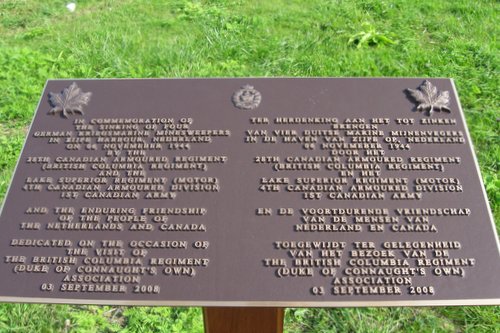 IN COMMEMORATION OF
THE SINKING OF FOUR
GERMAN KRIEGSMARINE MINESWEEPERS
IN ZIJPE HARBOUR, NEDERLAND,
ON 06 NOVEMBER 1944
BY THE
28TH CANADIAN ARMOURED REGIMENT
(BRITISH COLUMBIA REGIMENT)
AND THE
LAKE SUPERIOR REGIMENT (MOTOR)
4TH CANADIAN ARMOURED DIVISION
1ST CANADIAN ARMY
AND THE ENDURING FRIENDSHIP
OF THE PEOPLE OF
THE NETHERLANDS AND CANADA
DEDICATED ON THE OCCASION OF
THE VISIT OF
THE BRITISH COLUMBIA REGIMENT
(DUKE OF CONNAUGHT'S OWN)
ASSOCIATION
03 SEPTEMBER 2008
TER HERDENKING AAN HET TOT ZINKEN
BRENGEN
VAN VIER DUITSE MARINE MIJNENVEGERS
IN DE HAVEN VAN ZIJPE OP, NEDERLAND
06 NOVEMEBER 1944
DOOR HET
28TH CANADIAN ARMOURED REGIMENT
(BRITISH COLUMBIA REGIMENT)
EN HET
LAKE SUPERIOR REGIMENT (MOTOR)
4TH CANADIAN ARMOURED DIVISION
1ST CANADIAN ARMY
EN DE VOORTDURENDE VRIENDSCHAP
VAN DE MENSEN VAN
NEDERLAND EN CANADA
TOEGEWIJDT TER GELEGENHEID
VAN HET BEZOEK VAN DE
THE BRITISH COLUMBIA REGIMENT
(DUKE OF CONNAUGHT'S OWN)
ASSOCIATION
03 SEPTEMBER 2008